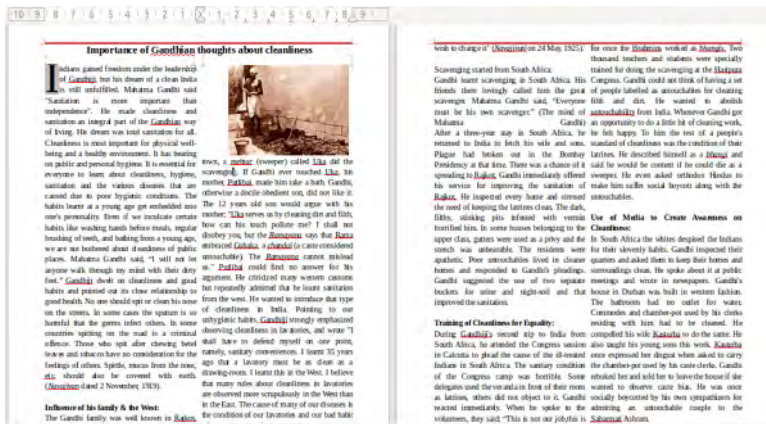 10 9 8 7 6 5 4 3 2 1 1 2 3 4 5 6 7 8 9
Importance of Gandhian thoughts about cleanliness
Indians gained freedom under the leadership
of Gandhiji, but his dream of a clean India
is still unfulfilled. Mahatma Gandhi said
"Sanitation is more important than
independence". He made cleanliness and
sanitation an integral part of the Gandhian way
of living. His dream was total sanitation for all.
Cleanliness is most important for physical well-
being and a healthy environment. It has bearing
on public and personal hygiene. It is essential for
everyone to learn about cleanliness, hygiene,
sanitation and the various diseases that are
caused due to poor hygienic conditions. The
habits learnt at a young age get embedded into
one's personality. Even if we inculcate certain
habits like washing hands before meals, regular
brushing of teeth, and bathing from a young age,
we are not bothered about cleanliness of public
places. Mahatma Gandhi said, "I will not let
anyone walk through my mind with their dirty
feet." Gandhiji dwelt on cleanliness and good
habits and pointed out its close relationship to
good health. No one should spit or clean his nose
on the streets. In some cases the sputum is so
harmful that the germs infect others. In some
countries spitting on the road is a criminal
offence. Those who spit after chewing betel
leaves and tobacco have no consideration for the
feelings of others. Spittle, mucus from the nose,
etc, should also be covered with earth.
(Navajivan dated 2 November, 1919).
Influence of his family & the West:
The Gandhi family was well known in Rajkot,
town, a mehtar (sweeper) called Uka did the
scavenging. If Gandhi ever touched Uka, his
mother, Putlibai, made him take a bath. Gandhi,
otherwise a docile obedient son, did not like it.
The 12 years old son would argue with his
mother: "Uka serves us by cleaning dirt and filth,
how can his touch pollute me? I shall not
disobey you, but the Ramayana says that Rama
embraced Guhaka, a chandal (a caste considered
untouchable). The Ramayana cannot mislead
us." Putlibai could find no answer for his
argument. He criticized many western customs
but repeatedly admitted that he learnt sanitation
from the west. He wanted to introduce that type
of cleanliness in India. Pointing to our
unhygienic habits, Gandhiji strongly emphasized
observing cleanliness in lavatories, and wrote "I
shall have to defend myself on one point,
namely, sanitary conveniences. I learnt 35 years
ago that a lavatory must be as clean as a
drawing-room. I learnt this in the West. I believe
that many rules about cleanliness in lavatories
are observed more scrupulously in the West than
in the East. The cause of many of our diseases is
the condition of our lavatories and our bad habit
wish to change it" (Navajivan on 24 May, 1925).
Scavenging started from South Africa:
Gandhi learnt scavenging in South Africa. His
friends there lovingly called him the great
scavenger. Mahatma Gandhi said, "Everyone
must be his own scavenger." (The mind of
Mahatma Gandhi)
After a three-year stay in South Africa, he
returned to India to fetch his wife and sons.
Plague had broken out in the Bombay
Presidency at that time. There was a chance of it
spreading to Rajkot. Gandhi immediately offered
his service for improving the sanitation of
Rajkot. He inspected every home and stressed
the need of keeping the latrines clean. The dark,
filthy, stinking pits infested with vermin
horrified him. In some houses belonging to the
upper class, gutters were used as a privy and the
stench was unbearable. The residents were
apathetic. Poor untouchables lived in cleaner
homes and responded to Gandhi's pleadings.
Gandhi suggested the use of two separate
buckets for urine and night-soil and that
improved the sanitation.
Training of Cleanliness for Equality:
During Gandhiji's second trip to India from
South Africa, he attended the Congress session
in Calcutta to plead the cause of the ill-treated
Indians in South Africa. The sanitary condition
of the Congress camp was horrible. Some
delegates used the verandah in front of their room
as latrines, others did not object to it. Gandhi
reacted immediately. When he spoke to the
volunteers, they said: "This is not our job, this is
for once the Brahmin worked as bhangis. Two
thousand teachers and students were specially
trained for doing the scavenging at the Haripura
Congress. Gandhi could not think of having a set
of people labelled as untouchables for cleaning
filth and dirt. He wanted to abolish
untouchability from India. Whenever Gandhi got
an opportunity to do a little bit of cleaning work,
he felt happy. To him the test of a people's
standard of cleanliness was the condition of their
latrines. He described himself as a bhangi and
said he would be content if he could die as a
sweeper. He even asked orthodox Hindus to
make him suffer social boycott along with the
untouchables.
Use of Media to Create Awareness on
Cleanliness:
In South Africa the whites despised the Indians
for their slovenly habits. Gandhi inspected their
quarters and asked them to keep their homes and
surroundings clean. He spoke about it at public
meetings and wrote in newspapers. Gandhi's
house in Durban was built in western fashion.
The bathroom had no outlet for water.
Commodes and chamber-pot used by his clerks
residing with him had to be cleaned. He
compelled his wife Kasturba to do the same. He
also taught his young sons this work. Kasturba
once expressed her disgust when asked to carry
the chamber-pot used by his caste clerks. Gandhi
rebuked her and told her to leave the house if she
wanted to observe caste bias. He was once
socially boycotted by his own sympathizers for
admitting an untouchable couple to the
Sabarmati Ashram.